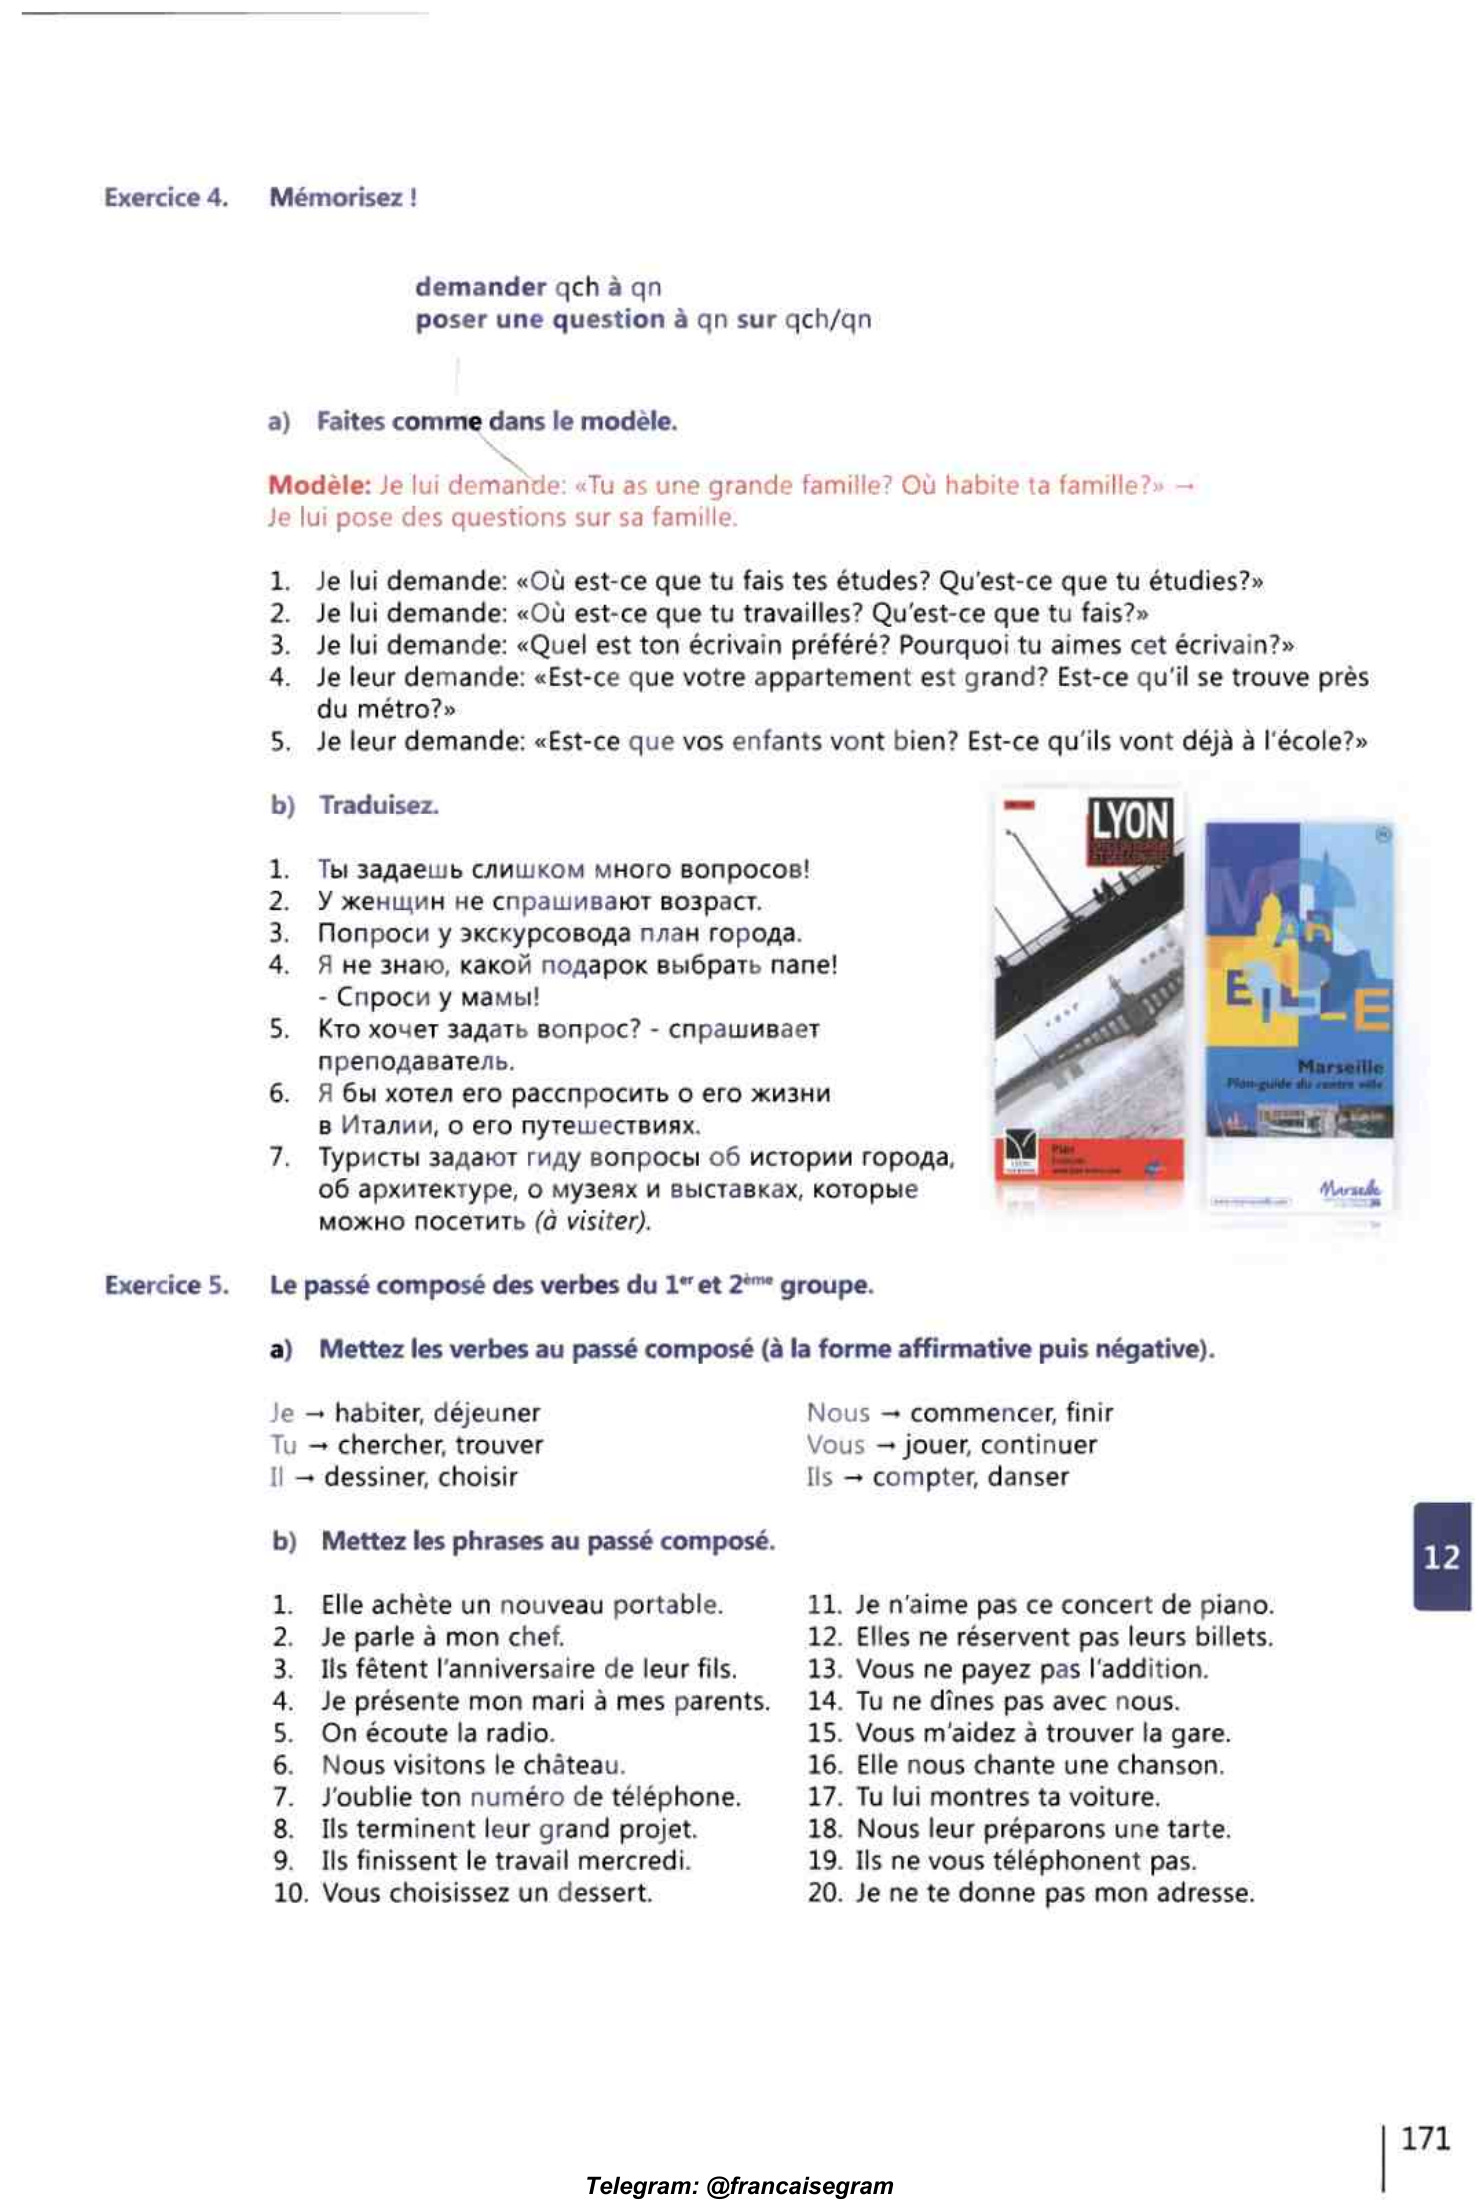 Exercice 4. Mémorisez !
demander qch à qn
poser une question à qn sur qch/qn
a) Faites comme dans le modèle.
Modèle: Je lui demande: «Tu as une grande famille? Où habite ta famille?» →
Je lui pose des questions sur sa famille.
1. Je lui demande: «Où est-ce que tu fais tes études? Qu'est-ce que tu étudies?»
2. Je lui demande: «Où est-ce que tu travailles? Qu'est-ce que tu fais?»
3. Je lui demande: «Quel est ton écrivain préféré? Pourquoi tu aimes cet écrivain?»
4. Je leur demande: «Est-ce que votre appartement est grand? Est-ce qu'il se trouve près
du métro?»
5. Je leur demande: «Est-ce que vos enfants vont bien? Est-ce qu'ils vont déjà à l'école?»
b) Traduisez.
1. Ты задаешь слишком много вопросов!
2. У женщин не спрашивают возраст.
3. Попроси у экскурсовода план города.
4. Я не знаю, какой подарок выбрать папе!
- Спроси у мамы!
5. Кто хочет задать вопрос? - спрашивает
преподаватель.
6. Я бы хотел его расспросить о его жизни
в Италии, о его путешествиях.
7. Туристы задают гиду вопросы об истории города,
об архитектуре, о музеях и выставках, которые
можно посетить (à visiter).
LYON
Plan
MARSEILLE
Marseille
Plan-guide du centre ville
Marseille
Exercice 5. Le passé composé des verbes du 1er et 2ème groupe.
a) Mettez les verbes au passé composé (à la forme affirmative puis négative).
Je → habiter, déjeuner
Tu → chercher, trouver
Il → dessiner, choisir
Nous → commencer, finir
Vous → jouer, continuer
Ils → compter, danser
b) Mettez les phrases au passé composé.
1. Elle achète un nouveau portable.
2. Je parle à mon chef.
3. Ils fêtent l'anniversaire de leur fils.
4. Je présente mon mari à mes parents.
5. On écoute la radio.
6. Nous visitons le château.
7. J'oublie ton numéro de téléphone.
8. Ils terminent leur grand projet.
9. Ils finissent le travail mercredi.
10. Vous choisissez un dessert.
11. Je n'aime pas ce concert de piano.
12. Elles ne réservent pas leurs billets.
13. Vous ne payez pas l'addition.
14. Tu ne dînes pas avec nous.
15. Vous m'aidez à trouver la gare.
16. Elle nous chante une chanson.
17. Tu lui montres ta voiture.
18. Nous leur préparons une tarte.
19. Ils ne vous téléphonent pas.
20. Je ne te donne pas mon adresse.
12
171
Telegram: @francaisegram